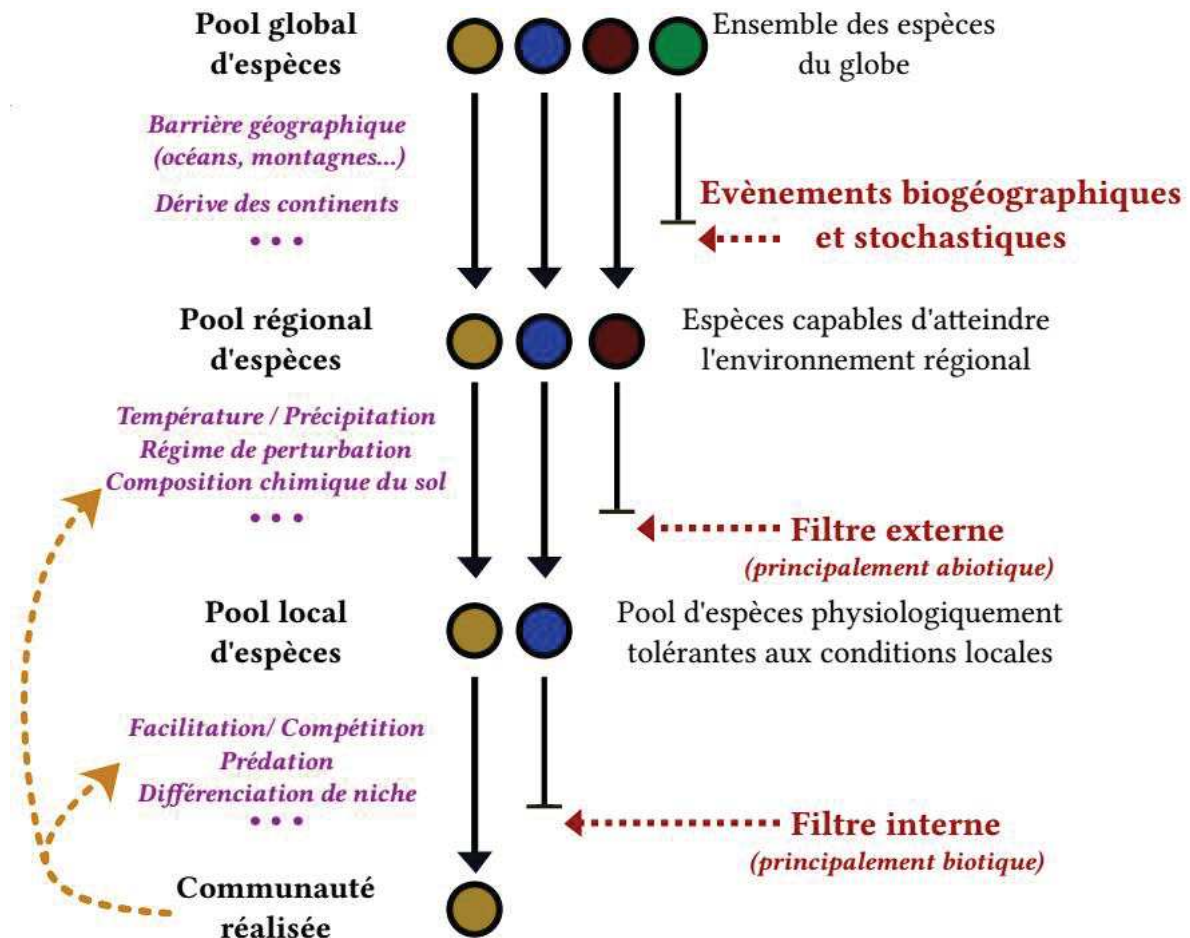 Pool global
d'espèces
Ensemble des espèces
du globe
Barrière géographique
(océans, montagnes...)
Dérive des continents
• • •
Evènements biogéographiques
et stochastiques
Pool régional
d'espèces
Espèces capables d'atteindre
l'environnement régional
Température / Précipitation
Régime de perturbation
Composition chimique du sol
• • •
Filtre externe
(principalement abiotique)
Pool local
d'espèces
Pool d'espèces physiologiquement
tolérantes aux conditions locales
Facilitation/ Compétition
Prédation
Différenciation de niche
• • •
Filtre interne
(principalement biotique)
Communauté
réalisée